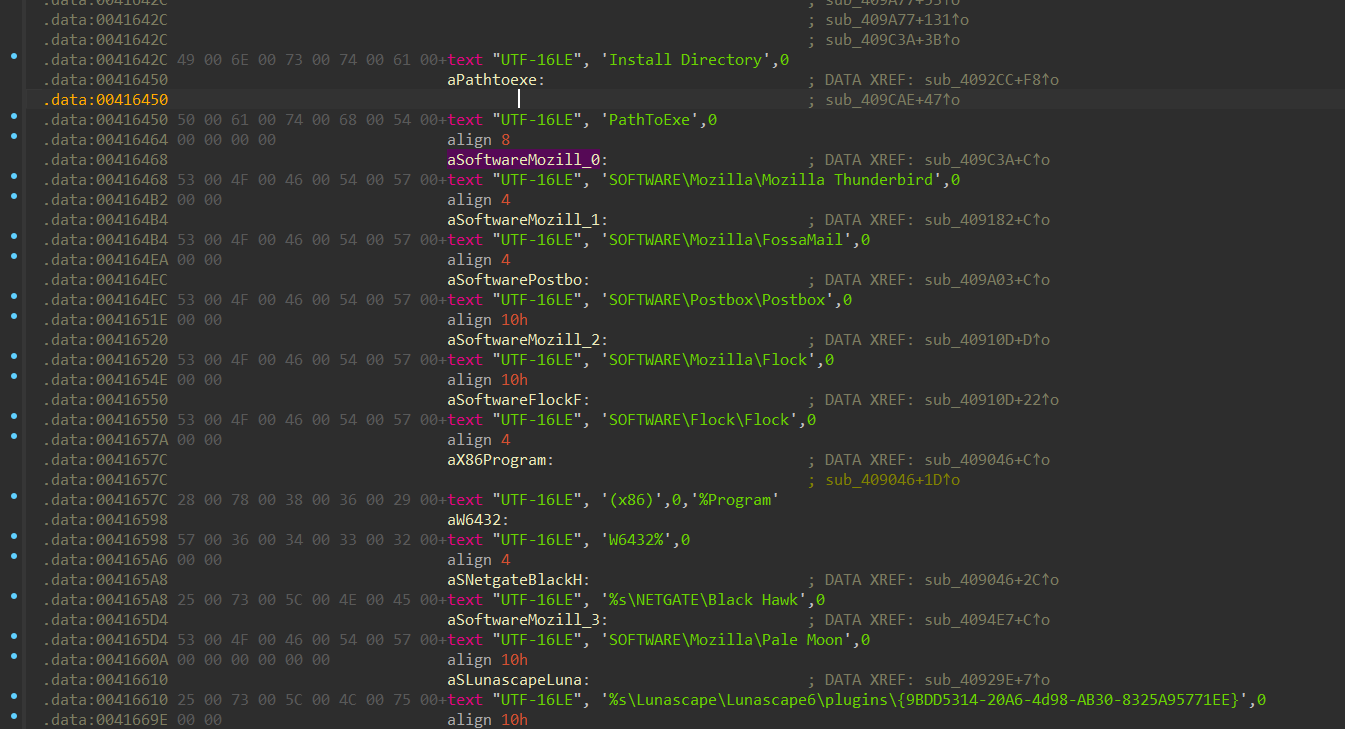 .data:0041642C ; sub_409A77+53↑o
.data:0041642C ; sub_409A77+131↑o
.data:0041642C ; sub_409C3A+3B↑o
.data:0041642C 49 00 6E 00 73 00 74 00 61 00+text "UTF-16LE", 'Install Directory',0
.data:00416450 aPathtoexe: ; DATA XREF: sub_4092CC+F8↑o
.data:00416450 ; sub_409CAE+47↑o
.data:00416450 50 00 61 00 74 00 68 00 54 00+text "UTF-16LE", 'PathToExe',0
.data:00416464 00 00 00 00 align 8
.data:00416468 aSoftwareMozill_0: ; DATA XREF: sub_409C3A+C↑o
.data:00416468 53 00 4F 00 46 00 54 00 57 00+text "UTF-16LE", 'SOFTWARE\Mozilla\Mozilla Thunderbird',0
.data:004164B2 00 00 align 4
.data:004164B4 aSoftwareMozill_1: ; DATA XREF: sub_409182+C↑o
.data:004164B4 53 00 4F 00 46 00 54 00 57 00+text "UTF-16LE", 'SOFTWARE\Mozilla\FossaMail',0
.data:004164EA 00 00 align 4
.data:004164EC aSoftwarePostbo: ; DATA XREF: sub_409A03+C↑o
.data:004164EC 53 00 4F 00 46 00 54 00 57 00+text "UTF-16LE", 'SOFTWARE\Postbox\Postbox',0
.data:0041651E 00 00 align 10h
.data:00416520 aSoftwareMozill_2: ; DATA XREF: sub_40910D+D↑o
.data:00416520 53 00 4F 00 46 00 54 00 57 00+text "UTF-16LE", 'SOFTWARE\Mozilla\Flock',0
.data:0041654E 00 00 align 10h
.data:00416550 aSoftwareFlockF: ; DATA XREF: sub_40910D+22↑o
.data:00416550 53 00 4F 00 46 00 54 00 57 00+text "UTF-16LE", 'SOFTWARE\Flock\Flock',0
.data:0041657A 00 00 align 4
.data:0041657C aX86Program: ; DATA XREF: sub_409046+C↑o
.data:0041657C ; sub_409046+1D↑o
.data:0041657C 28 00 78 00 38 00 36 00 29 00+text "UTF-16LE", '(x86)',0,'%Program'
.data:00416598 aW6432:
.data:00416598 57 00 36 00 34 00 33 00 32 00+text "UTF-16LE", 'W6432%',0
.data:004165A6 00 00 align 4
.data:004165A8 aSNetgateBlackH: ; DATA XREF: sub_409046+2C↑o
.data:004165A8 25 00 73 00 5C 00 4E 00 45 00+text "UTF-16LE", '%s\NETGATE\Black Hawk',0
.data:004165D4 aSoftwareMozill_3: ; DATA XREF: sub_4094E7+C↑o
.data:004165D4 53 00 4F 00 46 00 54 00 57 00+text "UTF-16LE", 'SOFTWARE\Mozilla\Pale Moon',0
.data:0041660A 00 00 00 00 00 00 align 10h
.data:00416610 aSLunascapeLuna: ; DATA XREF: sub_40929E+7↑o
.data:00416610 25 00 73 00 5C 00 4C 00 75 00+text "UTF-16LE", '%s\Lunascape\Lunascape6\plugins\{9BDD5314-20A6-4d98-AB30-8325A95771EE}',0
.data:0041669E 00 00 align 10h